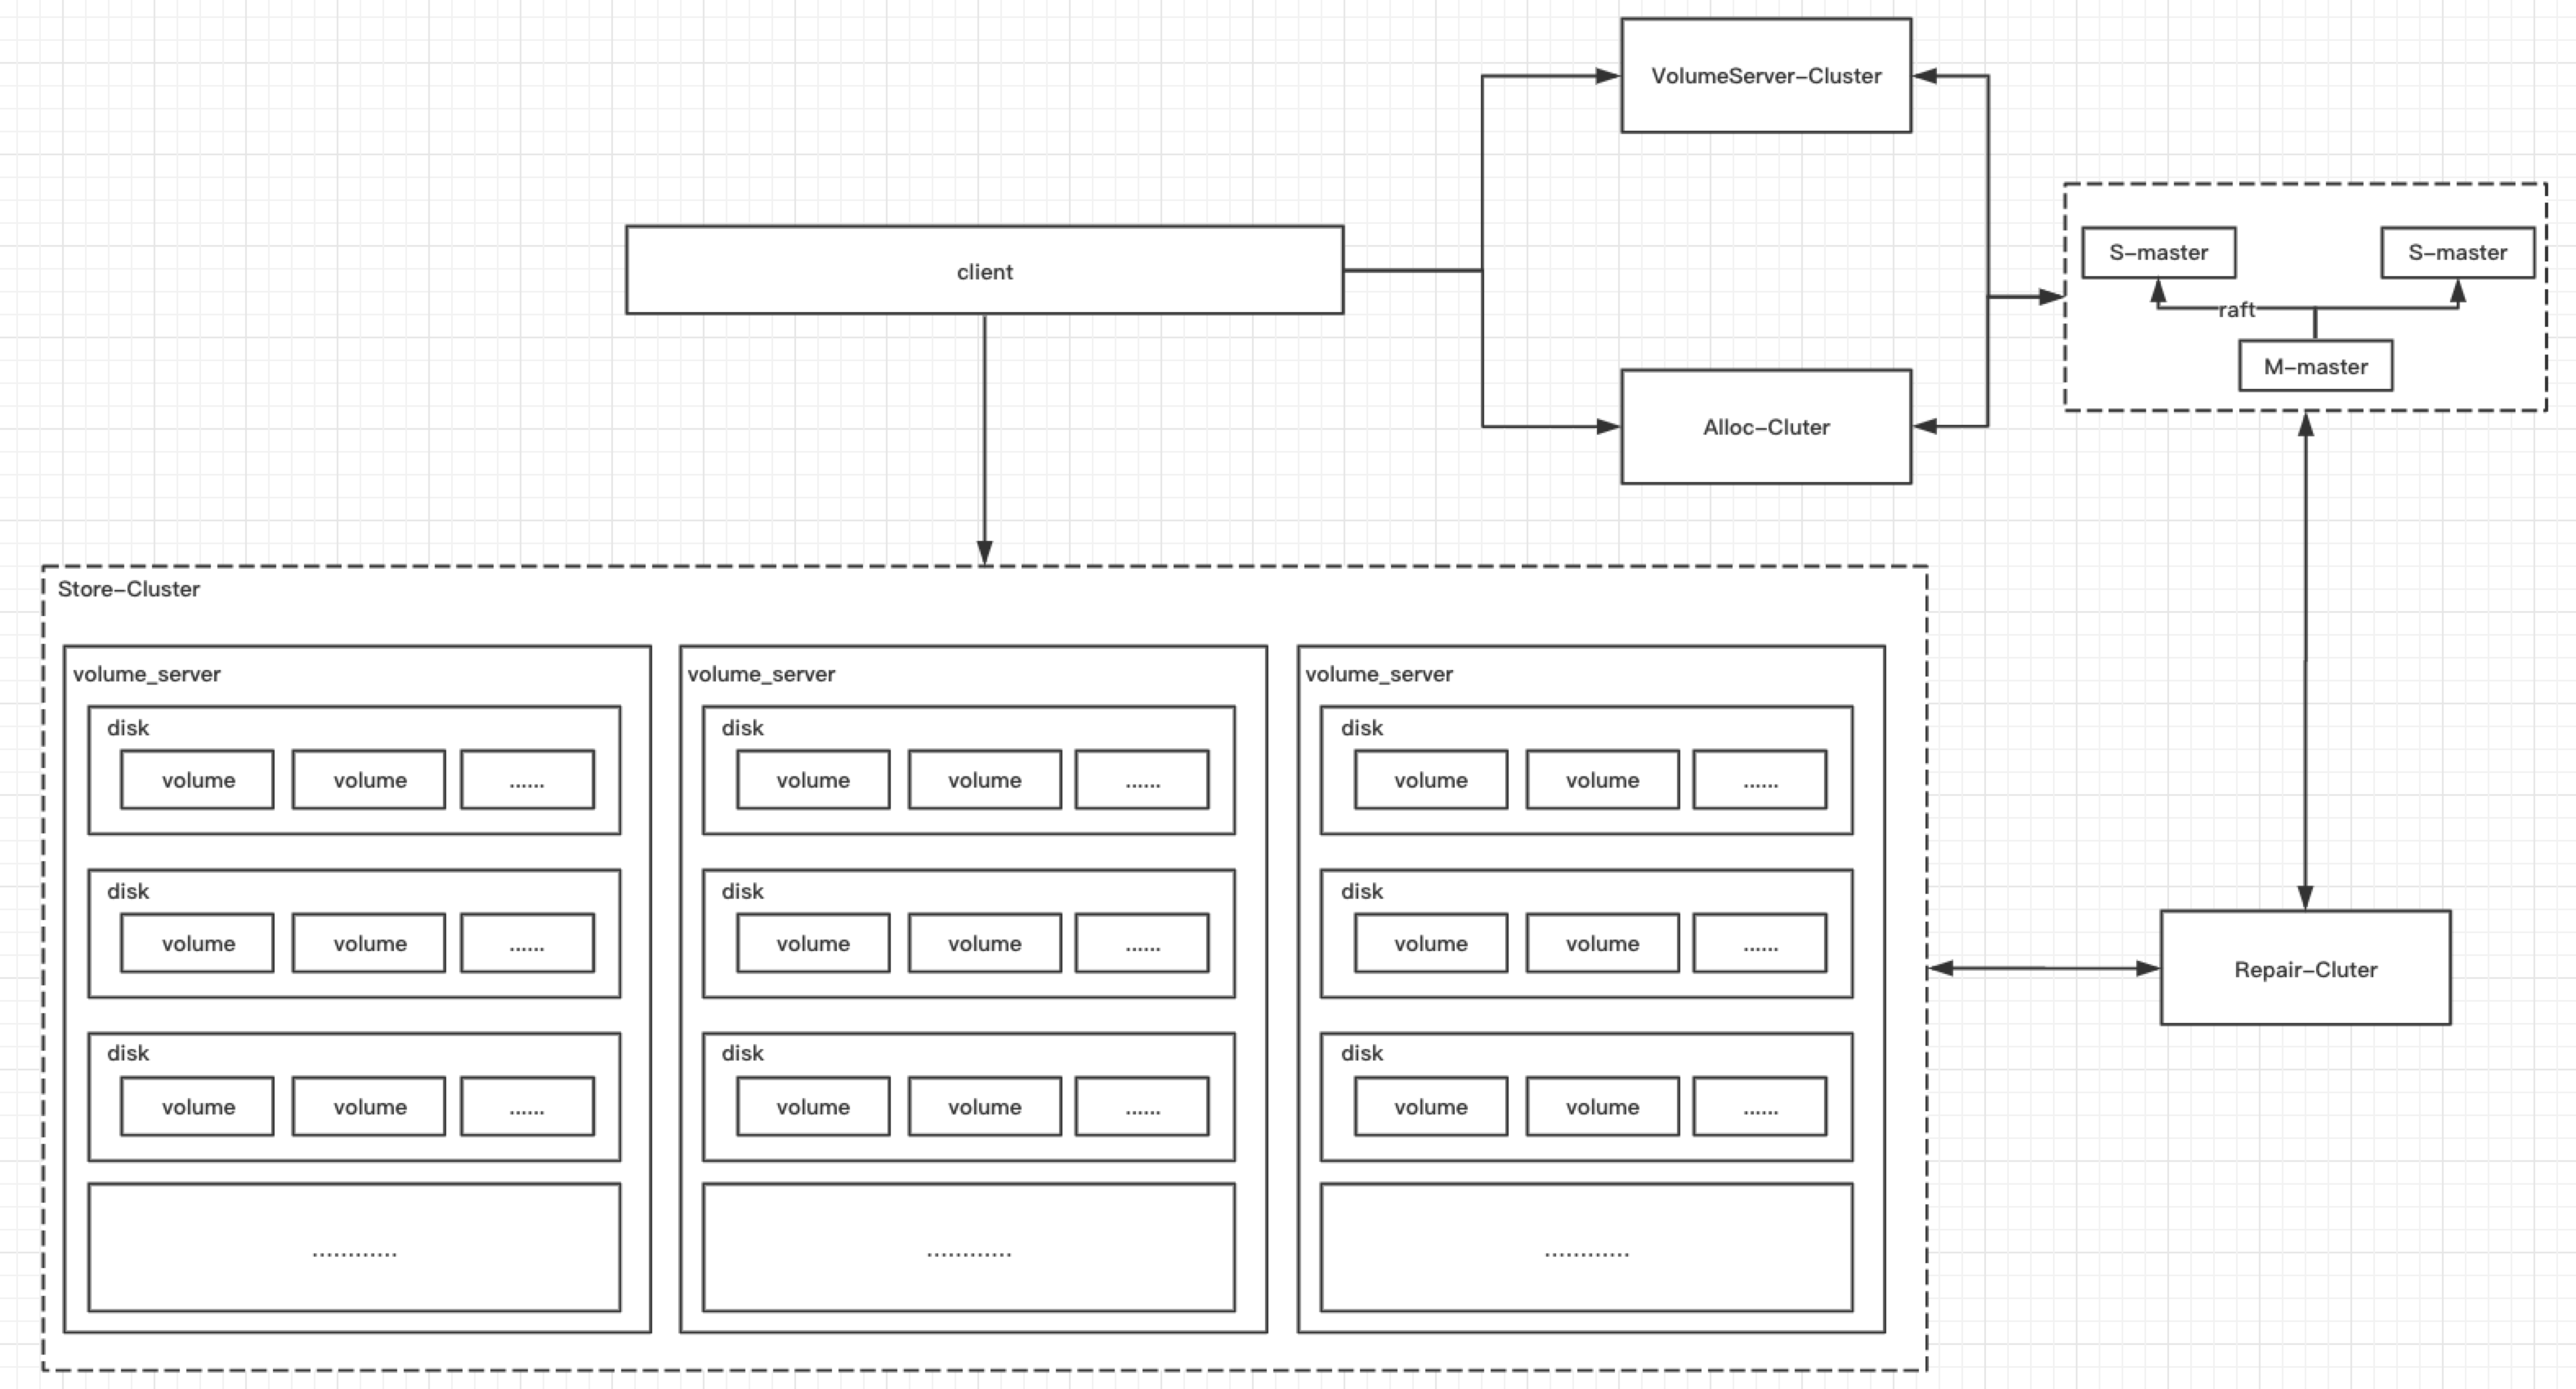 VolumeServer-Cluster
client
S-master
S-master
raft
M-master
Alloc-Cluter
Store-Cluster
volume_server
disk
volume
volume
......
disk
volume
volume
......
disk
volume
volume
......
............
volume_server
disk
volume
volume
......
disk
volume
volume
......
disk
volume
volume
......
............
volume_server
disk
volume
volume
......
disk
volume
volume
......
disk
volume
volume
......
............
Repair-Cluter